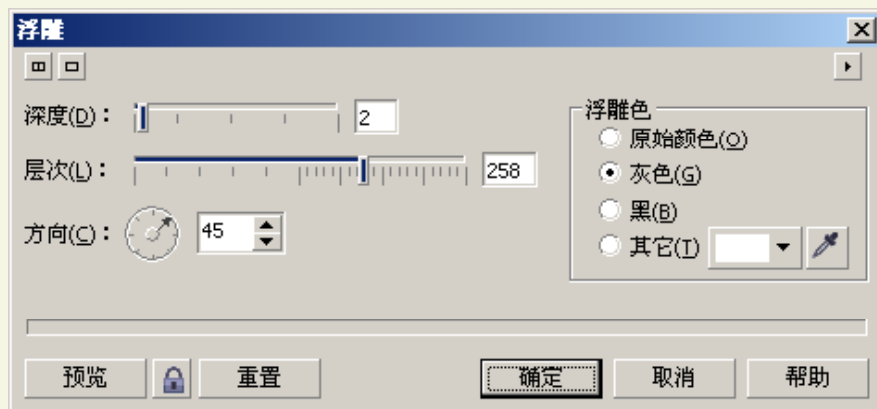 浮雕
深度(D)： 2
浮雕色
原始颜色(O)
层次(L)： 258
灰色(G)
黑(B)
方向(C)： 45
其它(T)
预览 重置 确定 取消 帮助